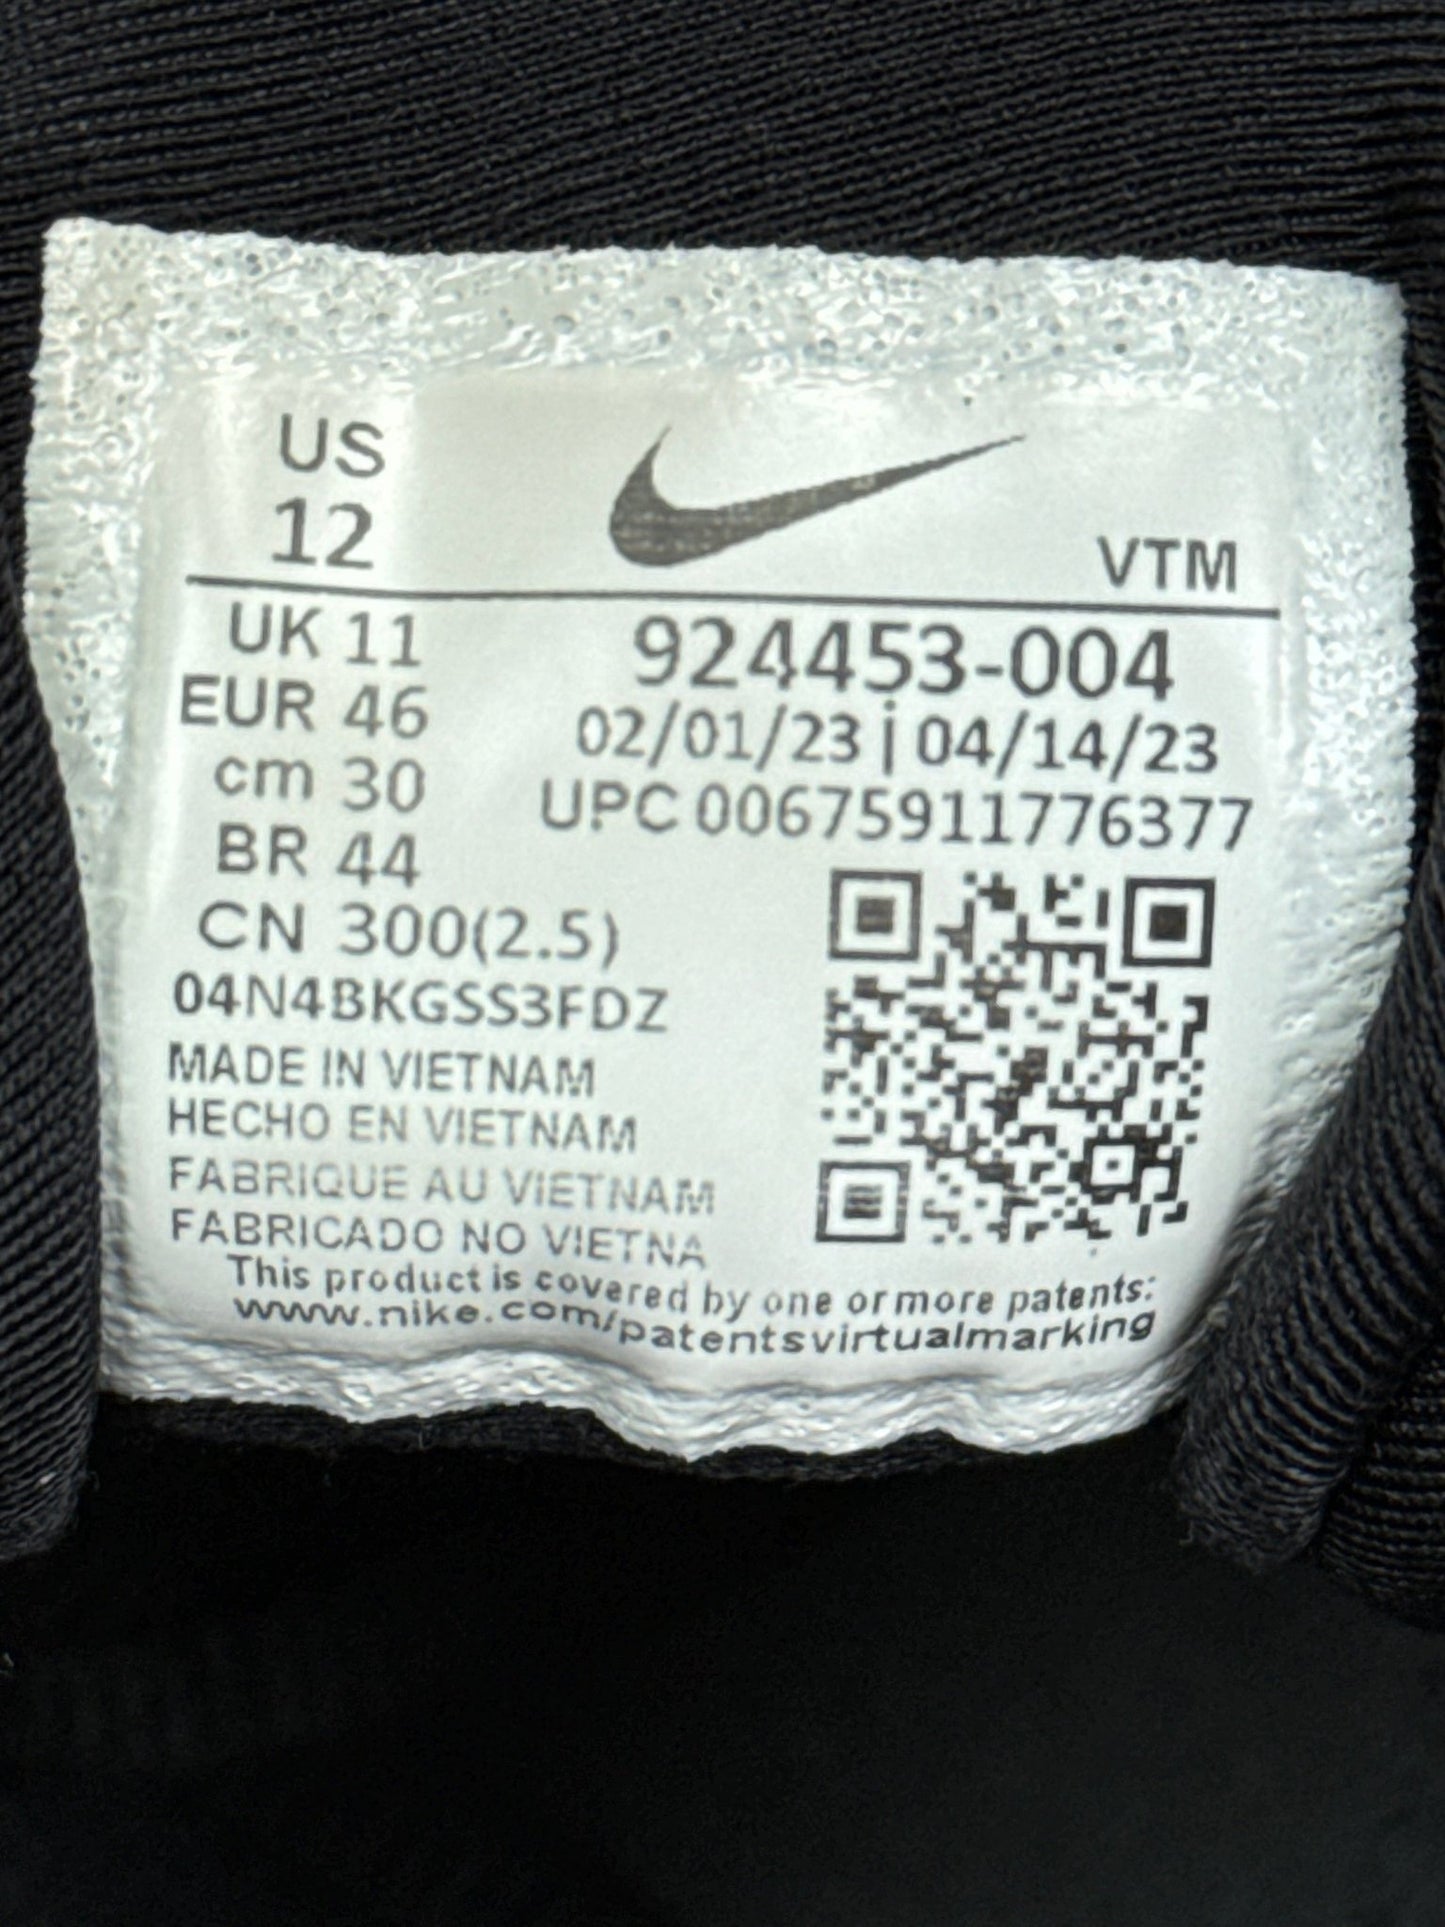 US
12
VTM
UK 11
EUR 46
cm 30
BR 44
CN 300(2.5)
924453-004
02/01/23 | 04/14/23
UPC 00675911776377
04N4BKGSS3FDZ
MADE IN VIETNAM
HECHO EN VIETNAM
FABRIQUE AU VIETNAM
FABRICADO NO VIETNA
This product is covered by one or more patents:
www.nike.com/patentsvirtualmarking